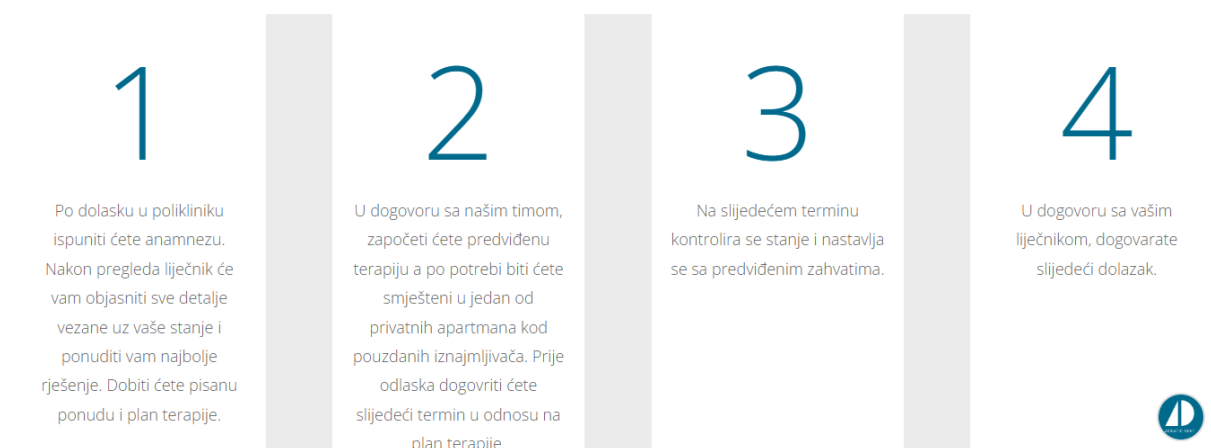 1
Po dolasku u polikliniku
ispuniti ćete anamnezu.
Nakon pregleda liječnik će
vam objasniti sve detalje
vezane uz vaše stanje i
ponuditi vam najbolje
rješenje. Dobiti ćete pisanu
ponudu i plan terapije.
2
U dogovoru sa našim timom,
započeti ćete predviđenu
terapiju a po potrebi biti ćete
smješteni u jedan od
privatnih apartmana kod
pouzdanih iznajmljivača. Prije
odlaska dogovriti ćete
slijedeći termin u odnosu na
plan terapije
3
Na slijedećem terminu
kontrolira se stanje i nastavlja
se sa predviđenim zahvatima.
4
U dogovoru sa vašim
liječnikom, dogovarate
slijedeći dolazak.